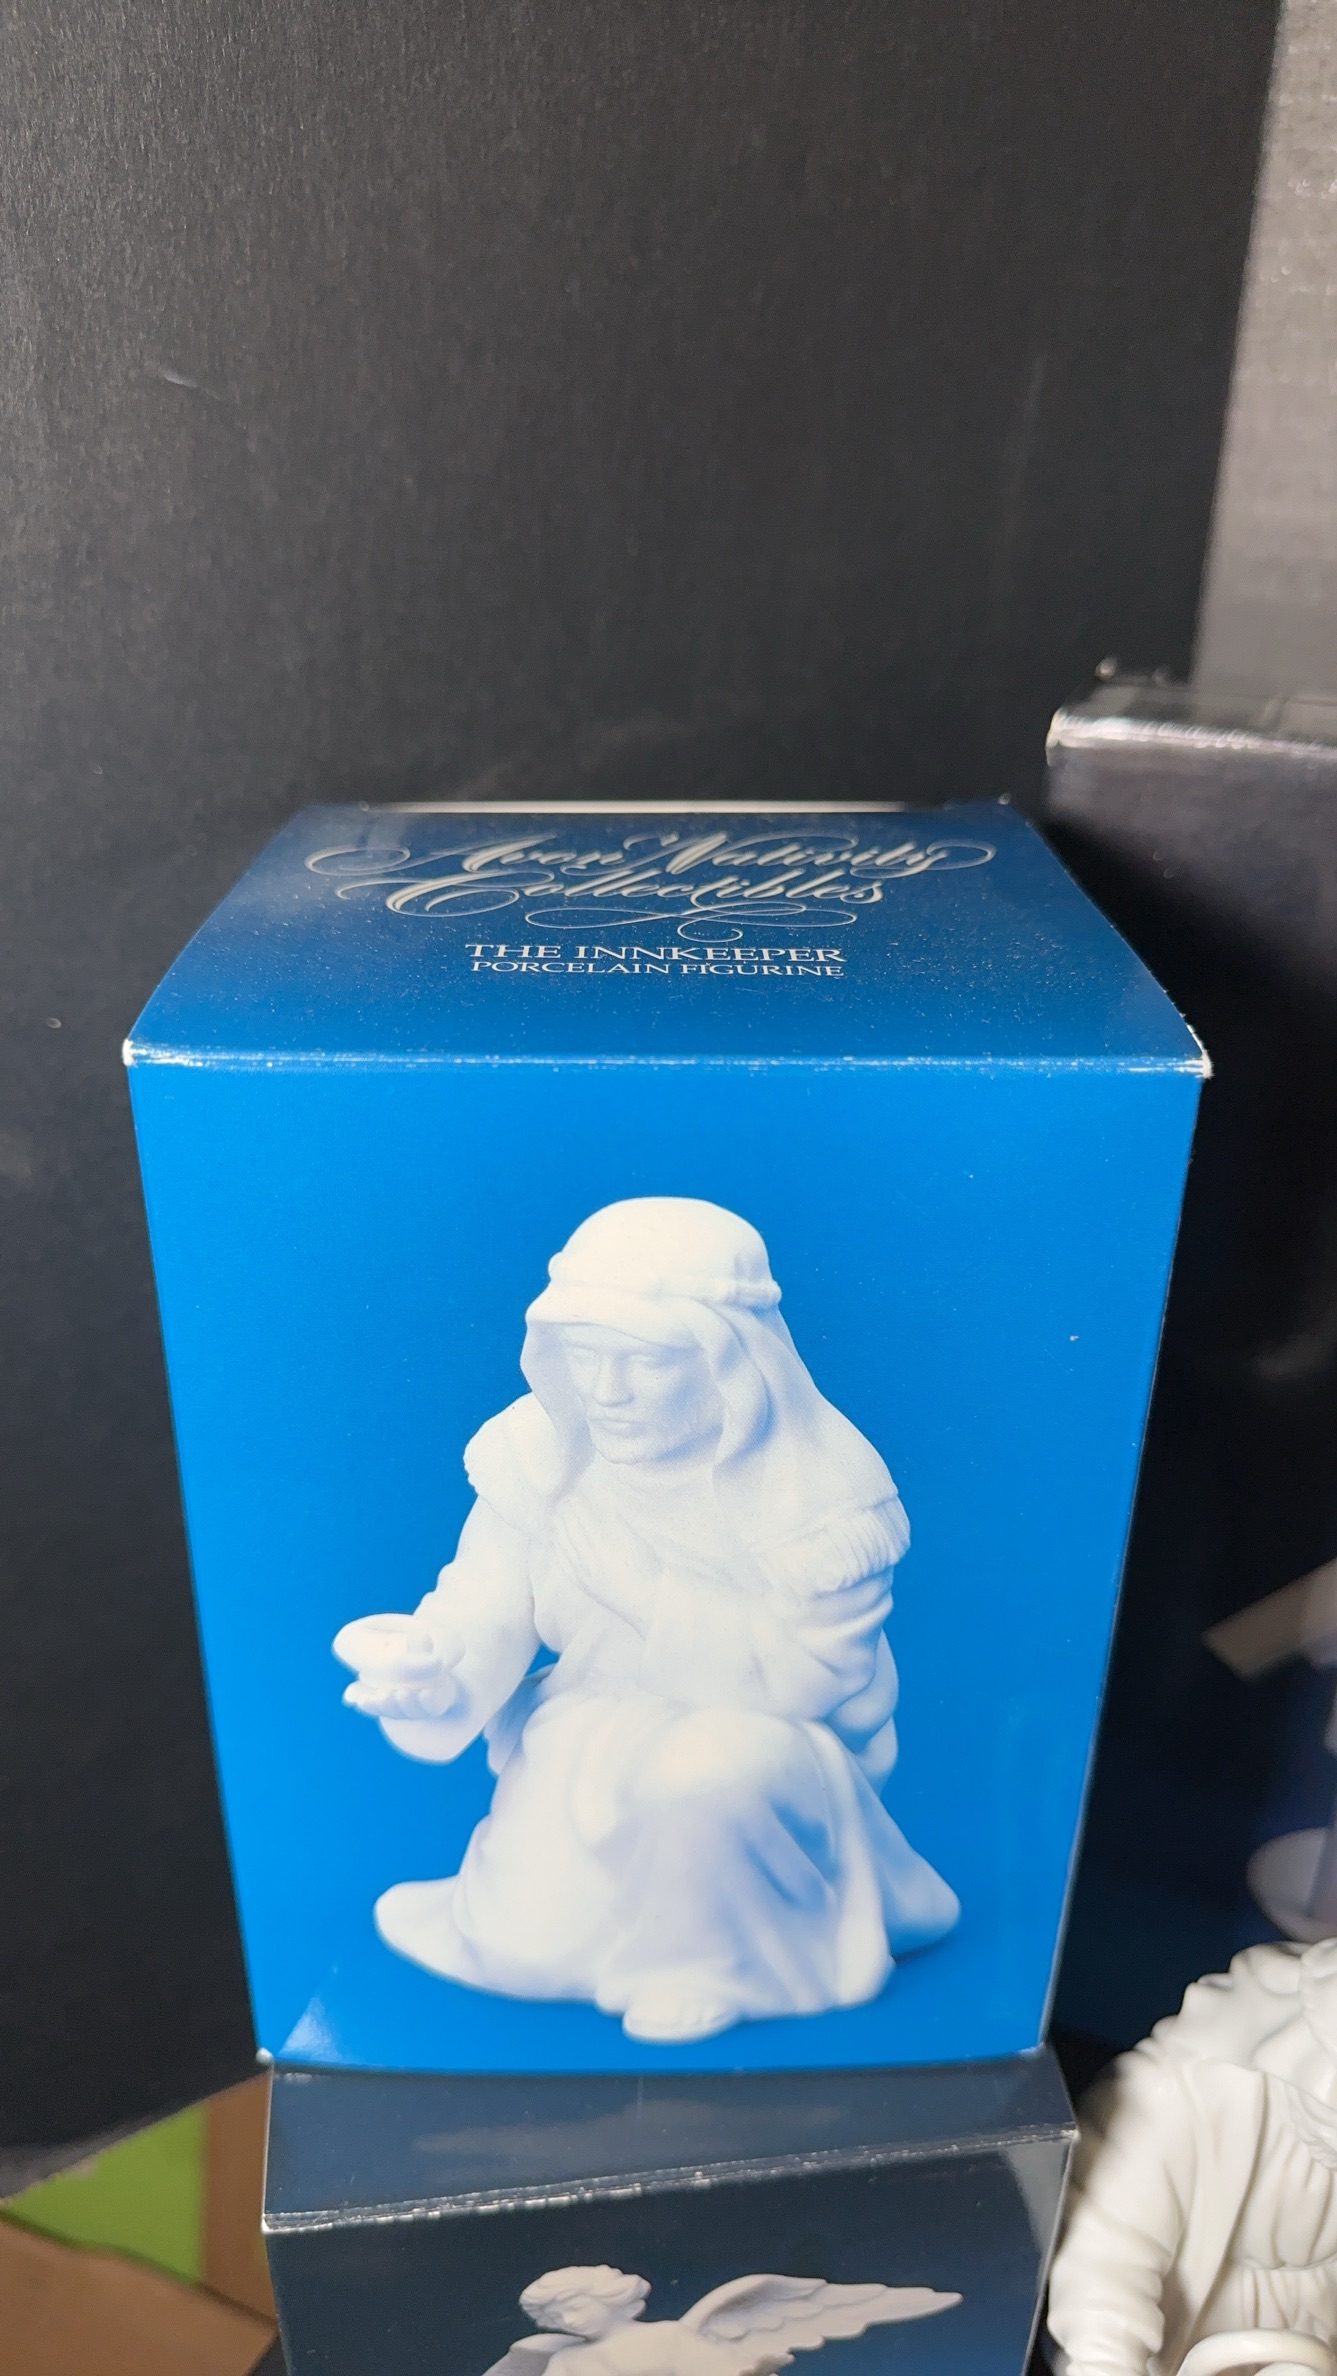 Avon Nativity
Collectibles
THE INNKEEPER
PORCELAIN FIGURINE